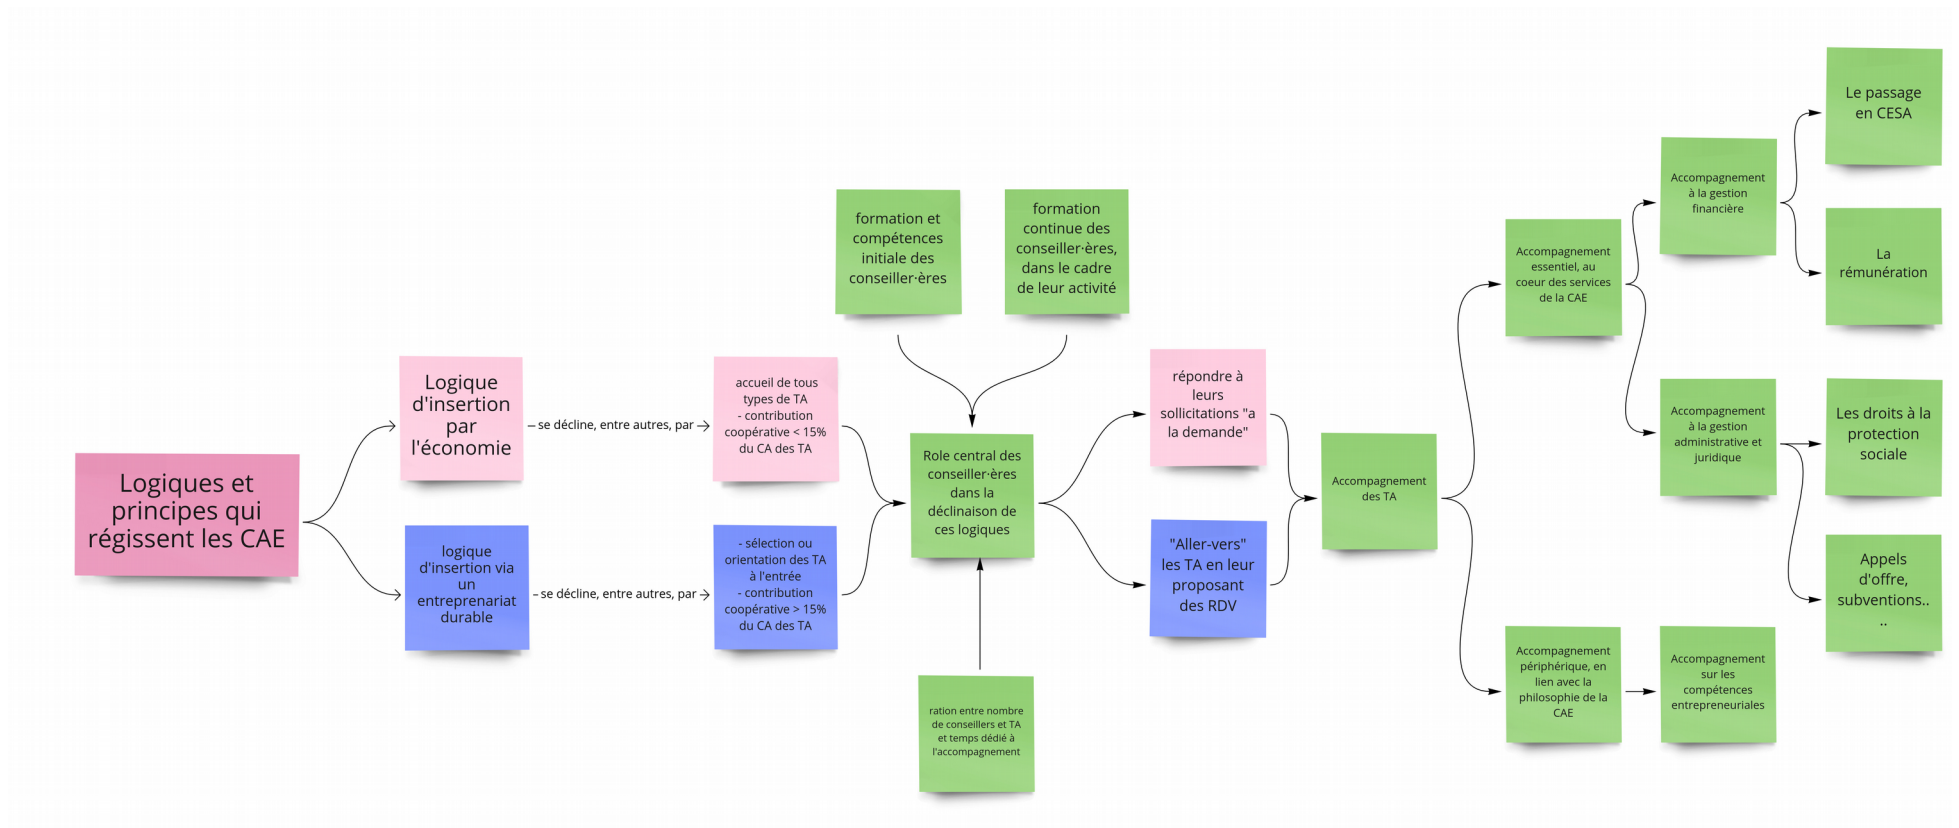 Logiques et
principes qui
régissent les CAE
Logique
d'insertion
par
l'économie
se décline, entre autres, par
accueil de tous
types de TA
- contribution
coopérative < 15%
du CA des TA
logique
d'insertion via
un
entreprenariat
durable
se décline, entre autres, par
- sélection ou
orientation des TA
à l'entrée
- contribution
coopérative > 15%
du CA des TA
formation et
compétences
initiale des
conseiller·ères
formation
continue des
conseiller·ères,
dans le cadre
de leur activité
Role central des
conseiller·ères
dans la
déclinaison de
ces logiques
ration entre nombre
de conseillers et TA
et temps dédié à
l'accompagnement
répondre à
leurs
sollicitations "a
la demande"
"Aller-vers"
les TA en leur
proposant
des RDV
Accompagnement
des TA
Accompagnement
essentiel, au
coeur des services
de la CAE
Accompagnement
à la gestion
financière
Le passage
en CESA
La
rémunération
Accompagnement
à la gestion
administrative et
juridique
Les droits à la
protection
sociale
Appels
d'offre,
subventions..
..
Accompagnement
périphérique, en
lien avec la
philosophie de la
CAE
Accompagnement
sur les
compétences
entrepreneuriales